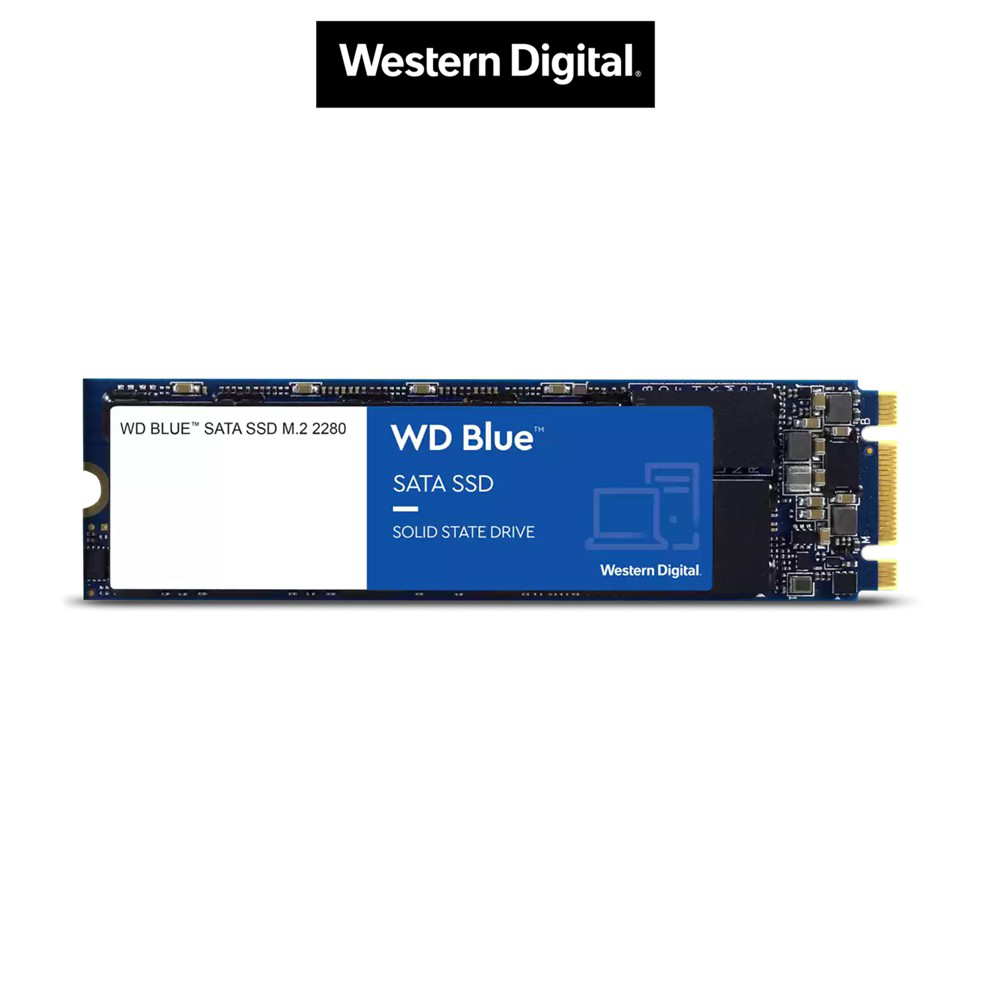 Western Digital®
WD BLUE™ SATA SSD M.2 2280
WD Blue™
SATA SSD
SOLID STATE DRIVE
Western Digital.
B
M